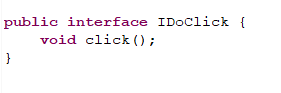 public interface IDoClick {
    void click();
}